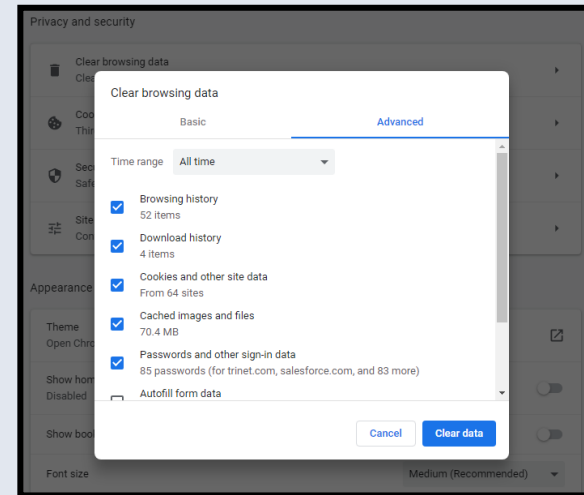 Privacy and security
Clear browsing data
Clea
Clear browsing data
Basic
Advanced
Coo
Thir
Time range
All time
Secu
Safe
Browsing history
52 items
Site
Con
Download history
4 items
Cookies and other site data
From 64 sites
Appearance
Cached images and files
70.4 MB
Theme
Open Chro
Passwords and other sign-in data
85 passwords (for trinet.com, salesforce.com, and 83 more)
Show hom
Disabled
Autofill form data
Show bool
Cancel
Clear data
Font size
Medium (Recommended)